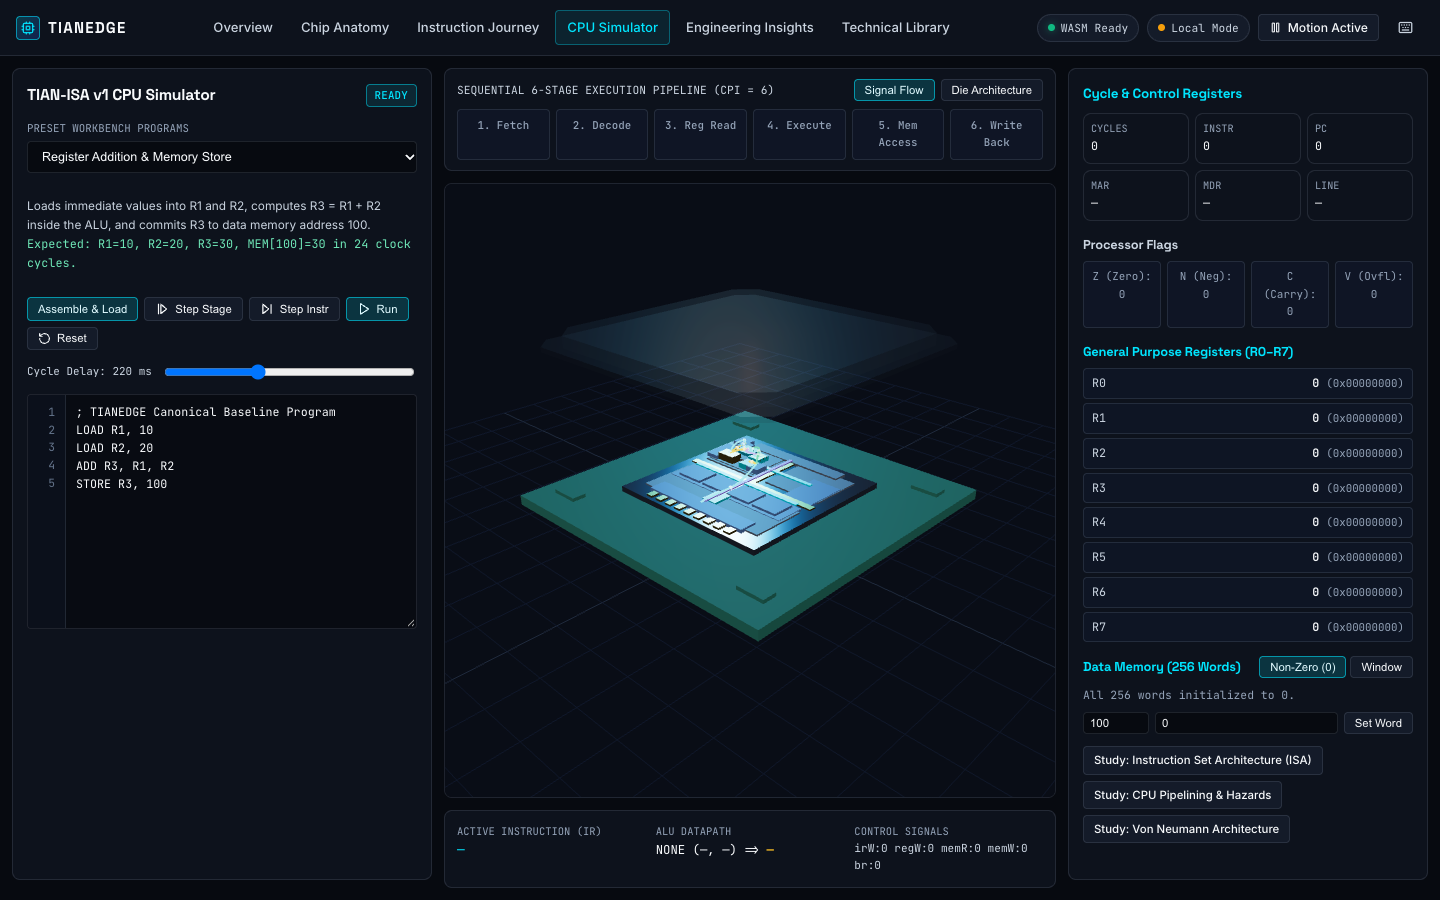 TIANEDGE
Overview
Chip Anatomy
Instruction Journey
CPU Simulator
Engineering Insights
Technical Library
WASM Ready
Local Mode
Motion Active
TIAN-ISA v1 CPU Simulator
READY
PRESET WORKBENCH PROGRAMS
Register Addition & Memory Store
Loads immediate values into R1 and R2, computes R3 = R1 + R2
inside the ALU, and commits R3 to data memory address 100.
Expected: R1=10, R2=20, R3=30, MEM[100]=30 in 24 clock
cycles.
Assemble & Load
Step Stage
Step Instr
Run
Reset
Cycle Delay: 220 ms
1 ; TIANEDGE Canonical Baseline Program
2 LOAD R1, 10
3 LOAD R2, 20
4 ADD R3, R1, R2
5 STORE R3, 100
SEQUENTIAL 6-STAGE EXECUTION PIPELINE (CPI = 6)
Signal Flow
Die Architecture
1. Fetch
2. Decode
3. Reg Read
4. Execute
5. Mem
Access
6. Write
Back
ACTIVE INSTRUCTION (IR)
—
ALU DATAPATH
NONE (—, —) => —
CONTROL SIGNALS
irW:0 regW:0 memR:0 memW:0
br:0
Cycle & Control Registers
CYCLES
0
INSTR
0
PC
0
MAR
—
MDR
—
LINE
—
Processor Flags
Z (Zero):
0
N (Neg):
0
C
(Carry):
0
V (Ovfl):
0
General Purpose Registers (R0–R7)
R0 0 (0x00000000)
R1 0 (0x00000000)
R2 0 (0x00000000)
R3 0 (0x00000000)
R4 0 (0x00000000)
R5 0 (0x00000000)
R6 0 (0x00000000)
R7 0 (0x00000000)
Data Memory (256 Words)
Non-Zero (0)
Window
All 256 words initialized to 0.
100
0
Set Word
Study: Instruction Set Architecture (ISA)
Study: CPU Pipelining & Hazards
Study: Von Neumann Architecture